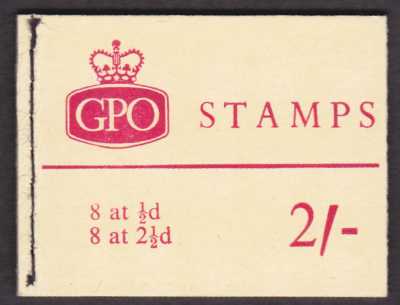 GPO STAMPS
8 at ½d
8 at 2½d
2/-